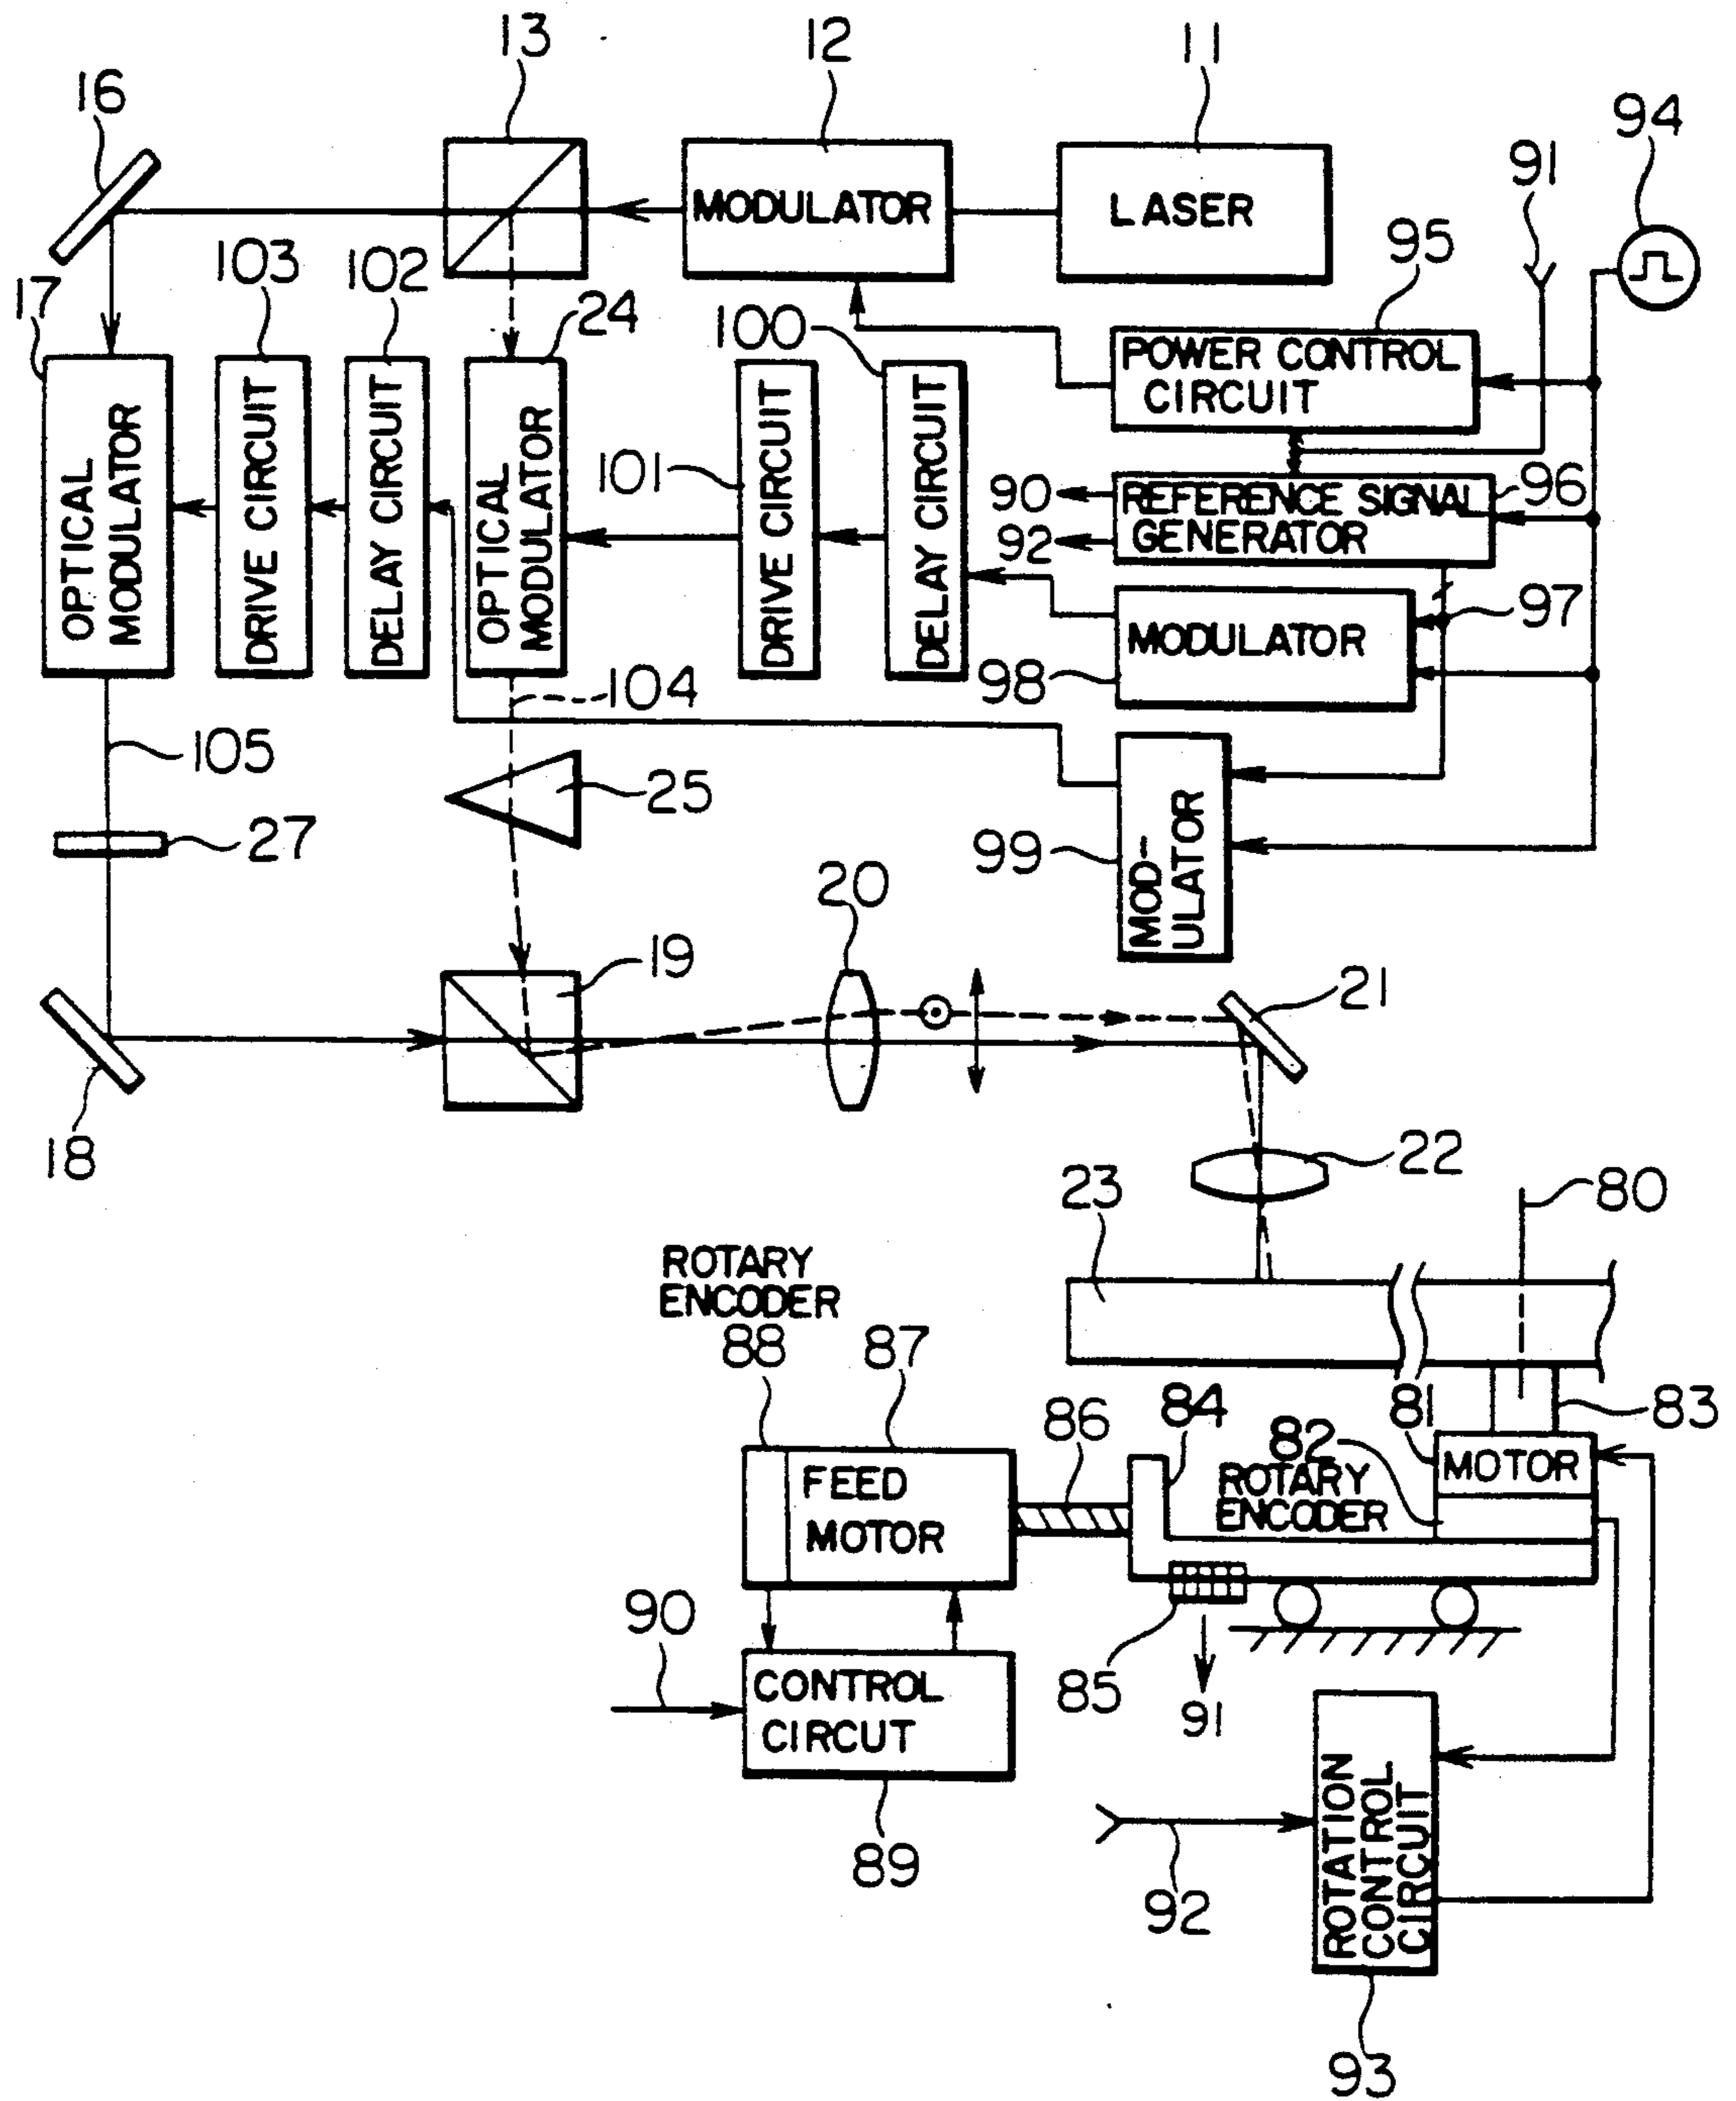 13
12
11
16
94
91
MODULATOR
LASER
95
103
102
17
24
100
POWER CONTROL
CIRCUIT
OPTICAL
MODULATOR
DRIVE CIRCUIT
DELAY CIRCUIT
OPTICAL
MODULATOR
101
DRIVE CIRCUIT
DELAY CIRCUIT
90
92
REFERENCE SIGNAL
GENERATOR
96
97
MODULATOR
98
104
105
25
27
99
MOD-
ULATOR
20
19
21
18
22
23
80
ROTARY
ENCODER
88
87
86
84
81
83
82
ROTARY
ENCODER
MOTOR
FEED
MOTOR
90
85
91
CONTROL
CIRCUT
89
92
ROTATION
CONTROL
CIRCUIT
93